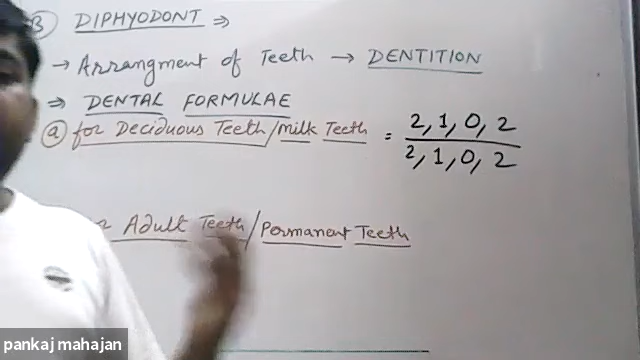 ③ DIPHYODONT ⇒
→ Arrangment of Teeth → DENTITION
⇒ DENTAL FORMULAE
ⓐ for Deciduous Teeth/Milk Teeth = 2, 1, 0, 2
2, 1, 0, 2
Adult Teeth/Permanent Teeth
pankaj mahajan